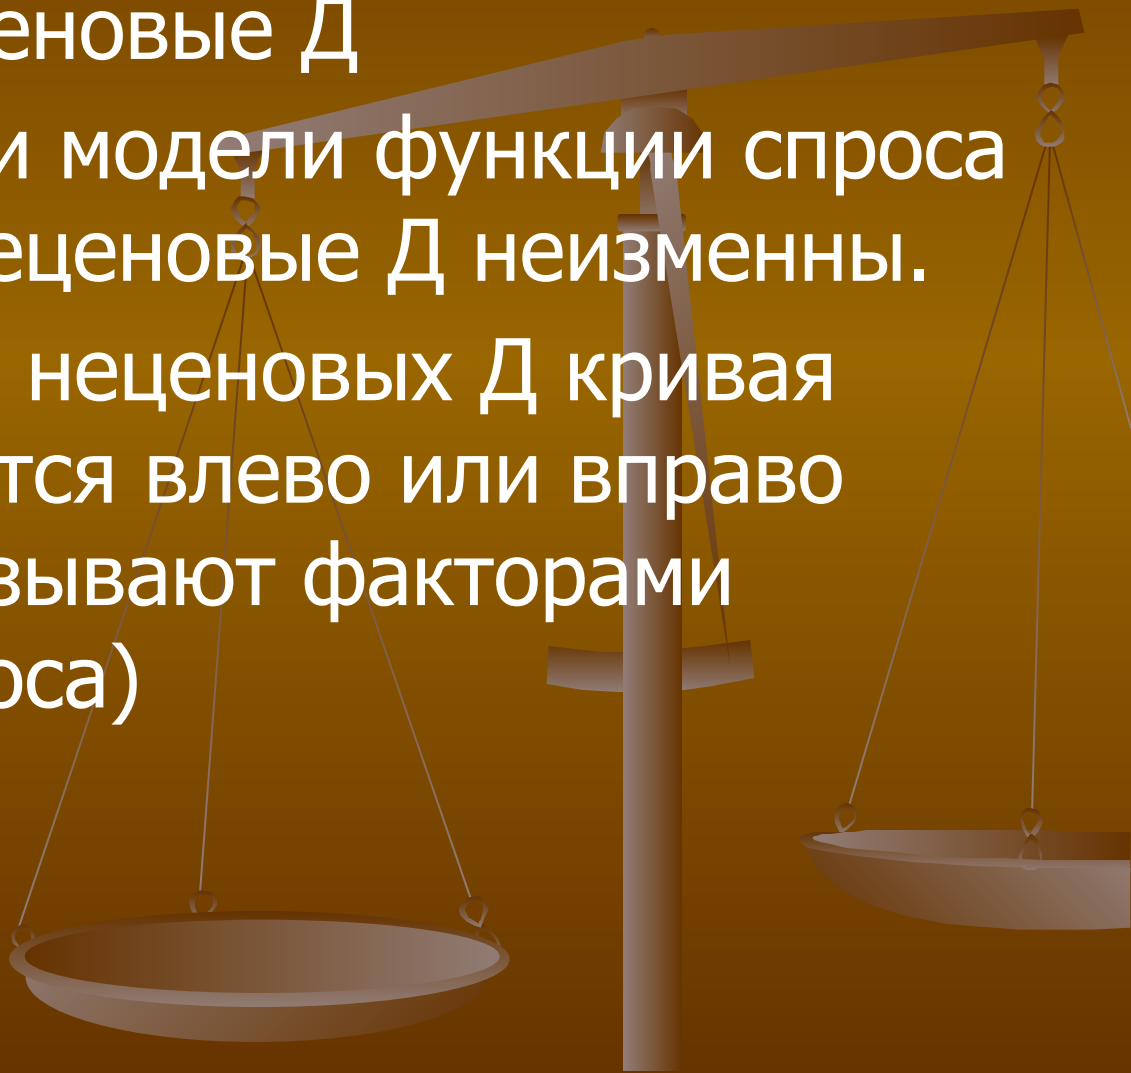 еновые Д
и модели функции спроса
еценовые Д неизменны.
неценовых Д кривая
тся влево или вправо
зывают факторами
оса)